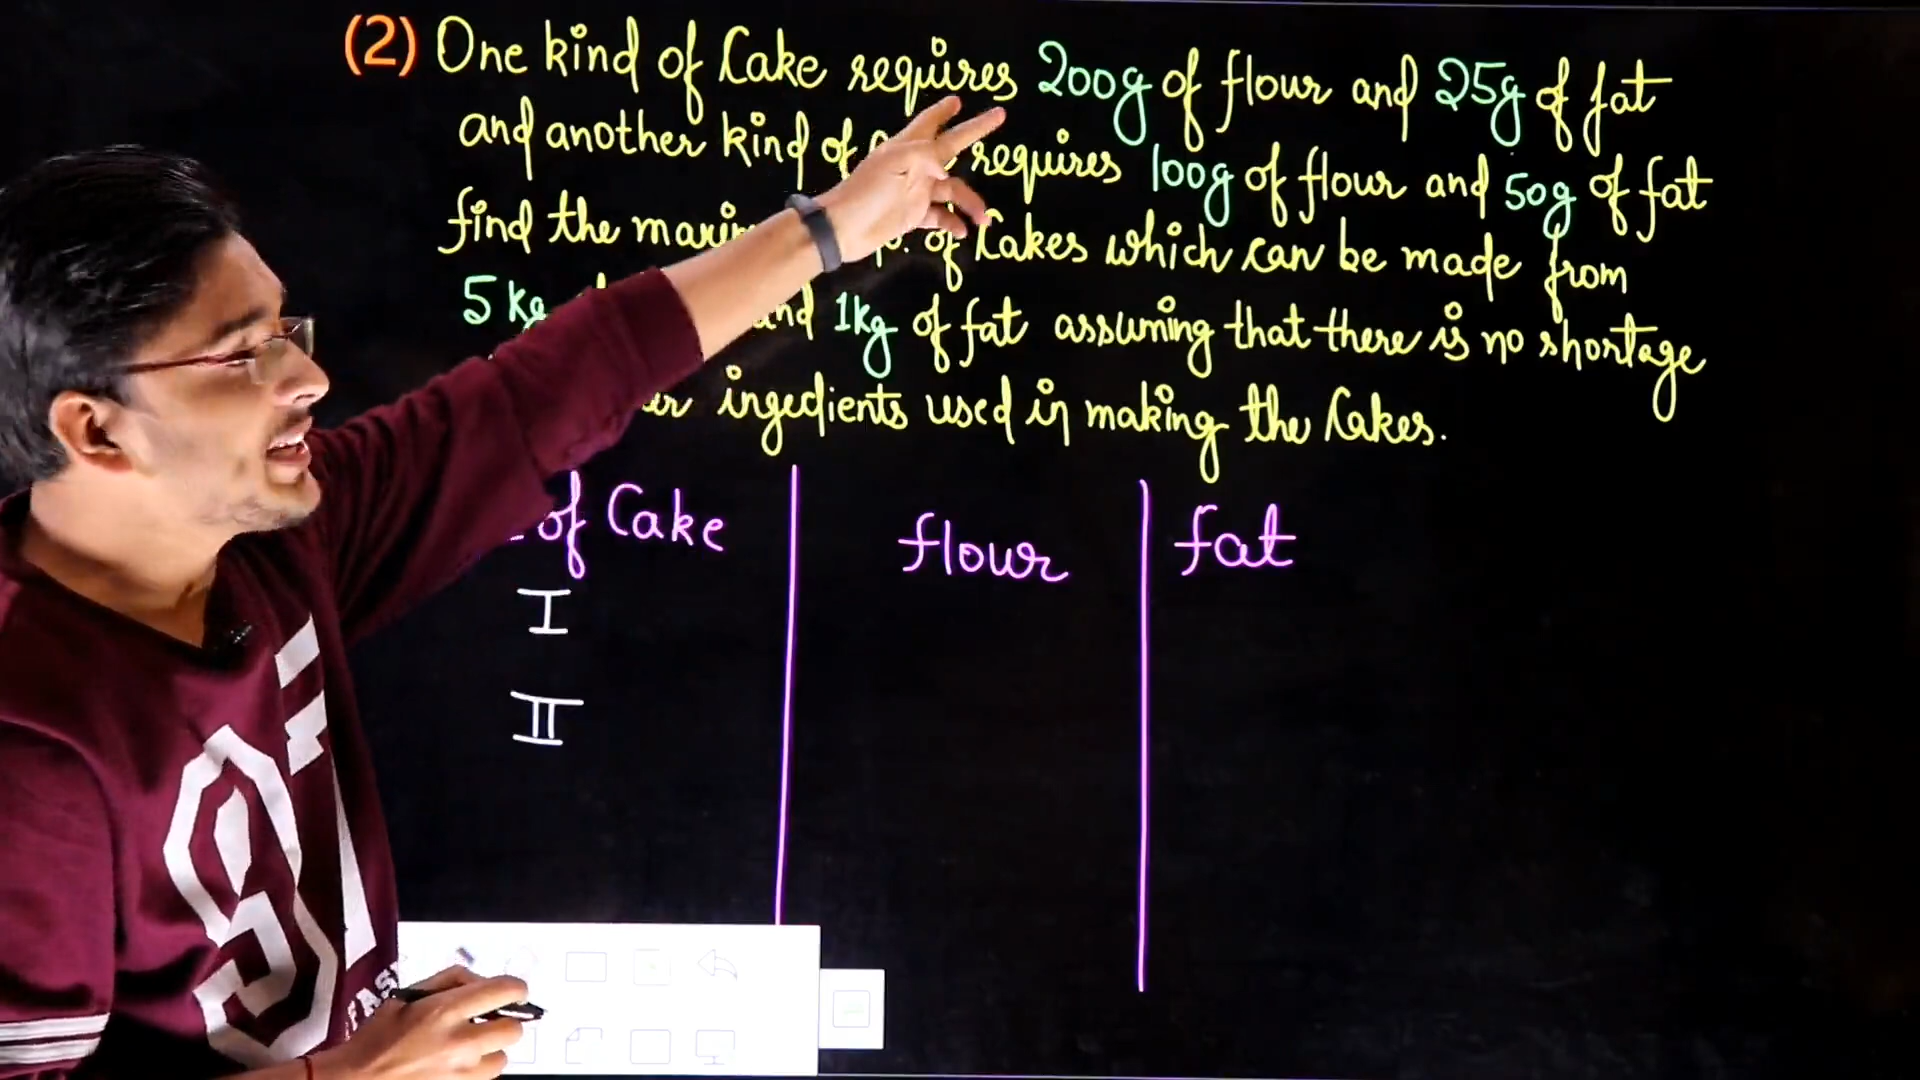 (2) One kind of Cake requires 200g of flour and 25g of fat
and another kind of requires 100g of flour and 50g of fat
find the of Cakes which can be made from
5 kg and 1kg of fat assuming that there is no shortage
ingedients used in making the Cakes.
of Cake flour fat
I
II
97